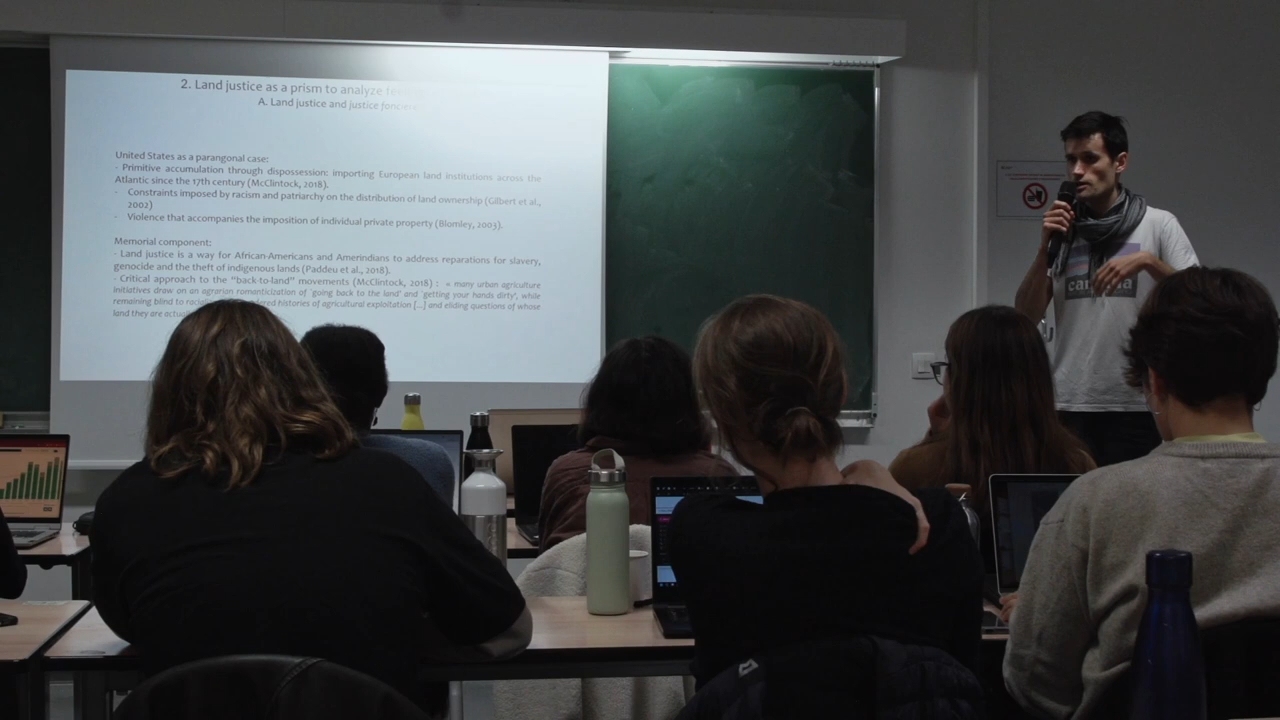 2. Land justice as a prism to analyze
A. Land justice and justice foncière
United States as a parangonal case:
- Primitive accumulation through dispossession: importing European land institutions across the
Atlantic since the 17th century (McClintock, 2018).
- Constraints imposed by racism and patriarchy on the distribution of land ownership (Gilbert et al.,
2002)
- Violence that accompanies the imposition of individual private property (Blomley, 2003).
Memorial component:
- Land justice is a way for African-Americans and Amerindians to address reparations for slavery,
genocide and the theft of indigenous lands (Paddeu et al., 2018).
- Critical approach to the "back-to-land" movements (McClintock, 2018) : « many urban agriculture
initiatives draw on an agrarian romanticization of 'going back to the land' and 'getting your hands dirty', while
remaining blind to histories of agricultural exploitation [...] and eliding questions of whose
land they are